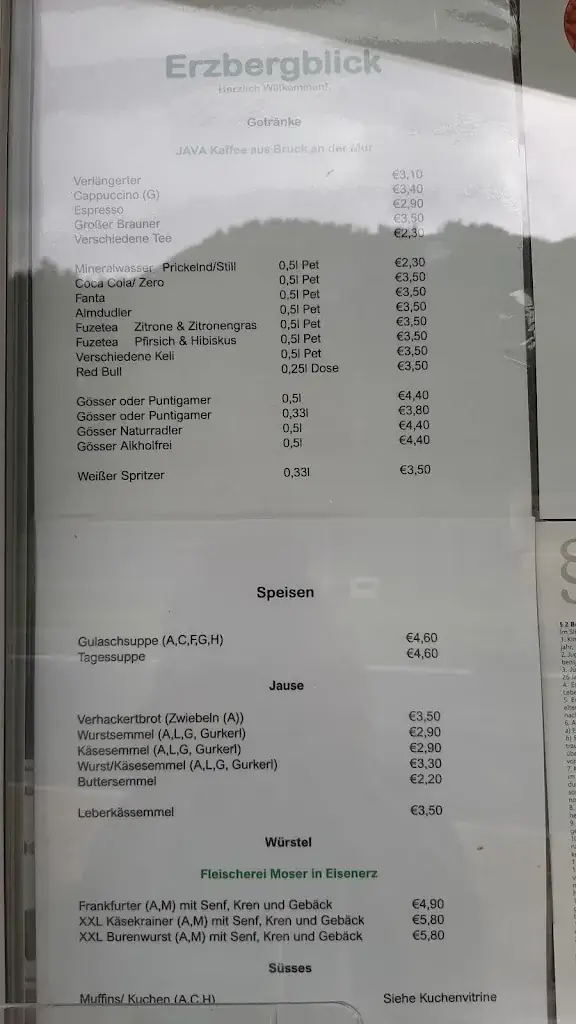 Erzbergblick
Herzlich Willkommen!
Getränke
JAVA Kaffee aus Bruck an der Mur
Verlängerter €3,10
Cappuccino (G) €3,40
Espresso €2,90
Großer Brauner €3,50
Verschiedene Tee €2,30
Mineralwasser Prickelnd/Still 0,5l Pet €2,30
Coca Cola/ Zero 0,5l Pet €3,50
Fanta 0,5l Pet €3,50
Almdudler 0,5l Pet €3,50
Fuzetea Zitrone & Zitronengras 0,5l Pet €3,50
Fuzetea Pfirsich & Hibiskus 0,5l Pet €3,50
Verschiedene Keli 0,5l Pet €3,50
Red Bull 0,25l Dose €3,50
Gösser oder Puntigamer 0,5l €4,40
Gösser oder Puntigamer 0,33l €3,80
Gösser Naturradler 0,5l €4,40
Gösser Alkholfrei 0,5l €4,40
Weißer Spritzer 0,33l €3,50
Speisen
Gulaschsuppe (A,C,F,G,H) €4,60
Tagessuppe €4,60
Jause
Verhackertbrot (Zwiebeln (A)) €3,50
Wurstsemmel (A,L,G, Gurkerl) €2,90
Käsesemmel (A,L,G, Gurkerl) €2,90
Wurst/Käsesemmel (A,L,G, Gurkerl) €3,30
Buttersemmel €2,20
Leberkässemmel €3,50
Würstel
Fleischerei Moser in Eisenerz
Frankfurter (A,M) mit Senf, Kren und Gebäck €4,90
XXL Käsekrainer (A,M) mit Senf, Kren und Gebäck €5,80
XXL Burenwurst (A,M) mit Senf, Kren und Gebäck €5,80
Süsses
Muffins/ Kuchen (A,C,H) Siehe Kuchenvitrine
§